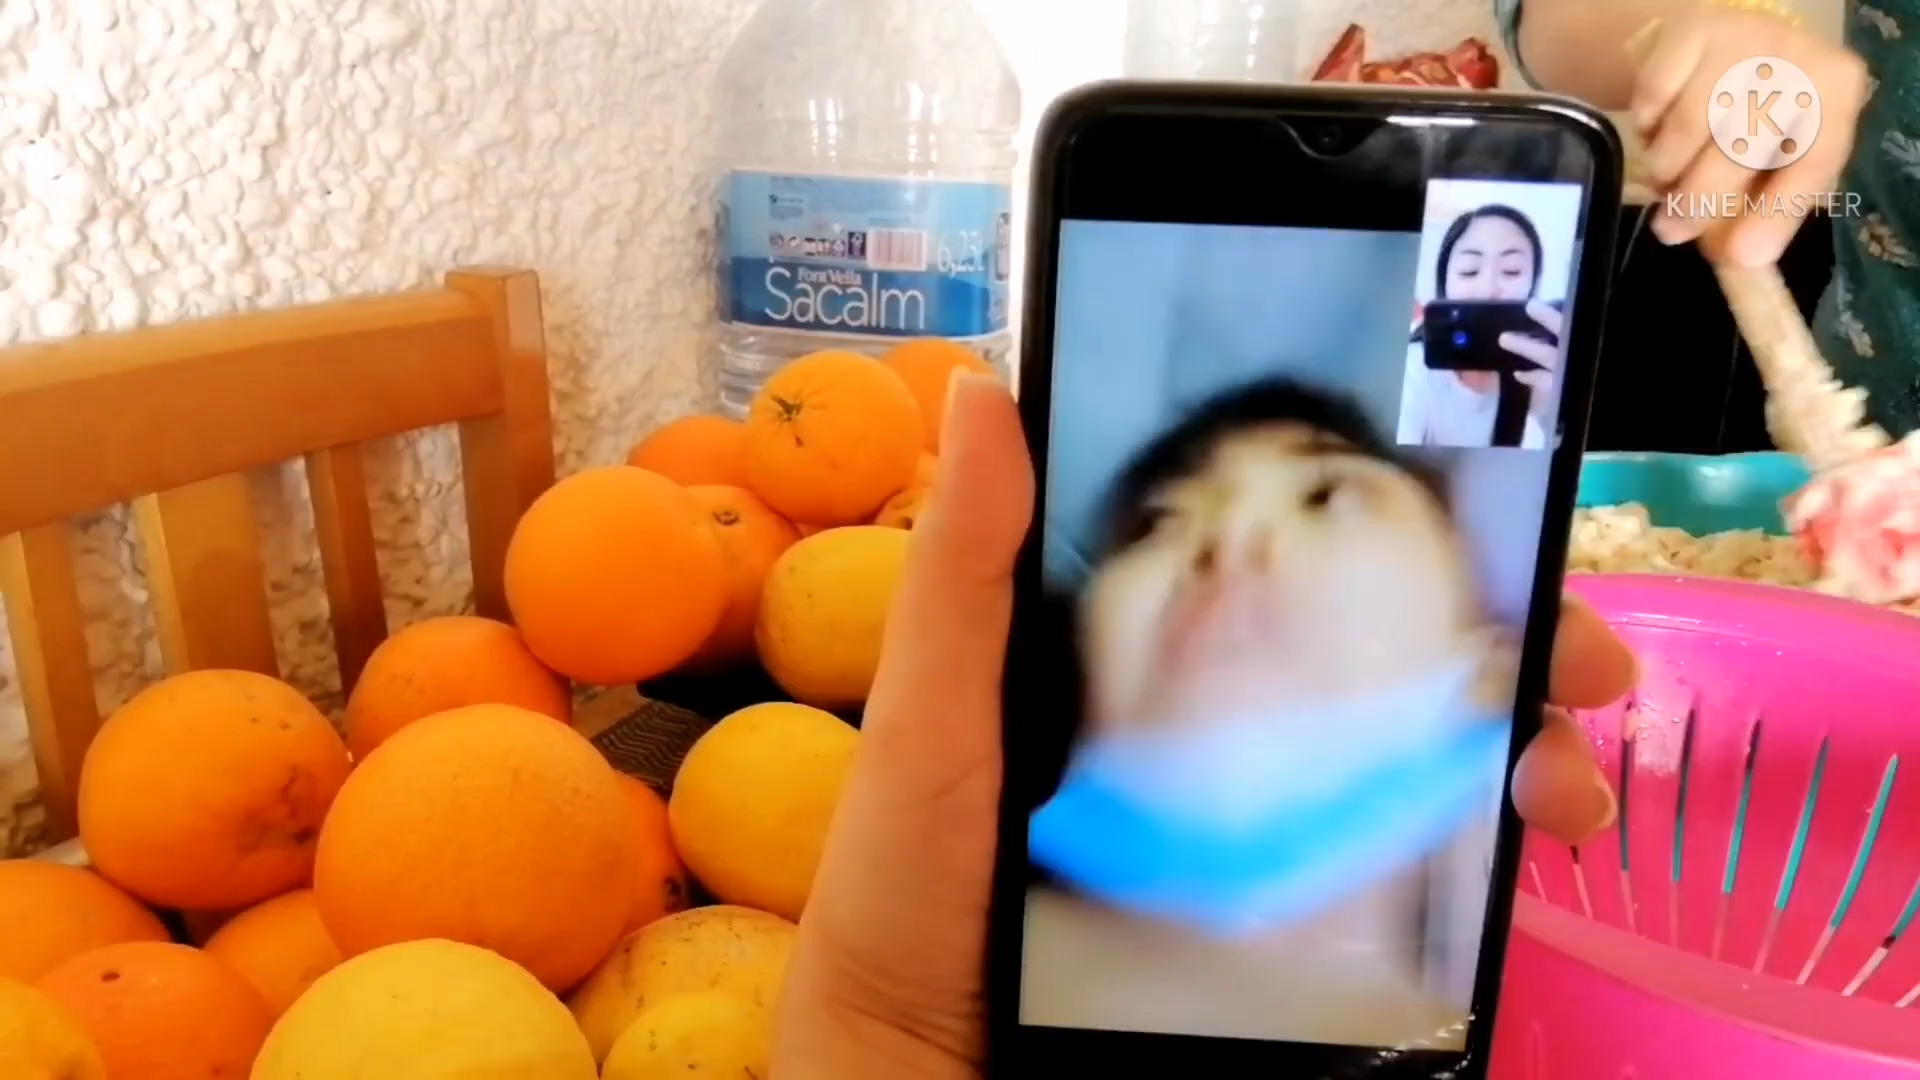 6,25L
Font Vella
Sacalm
K
KINEMASTER